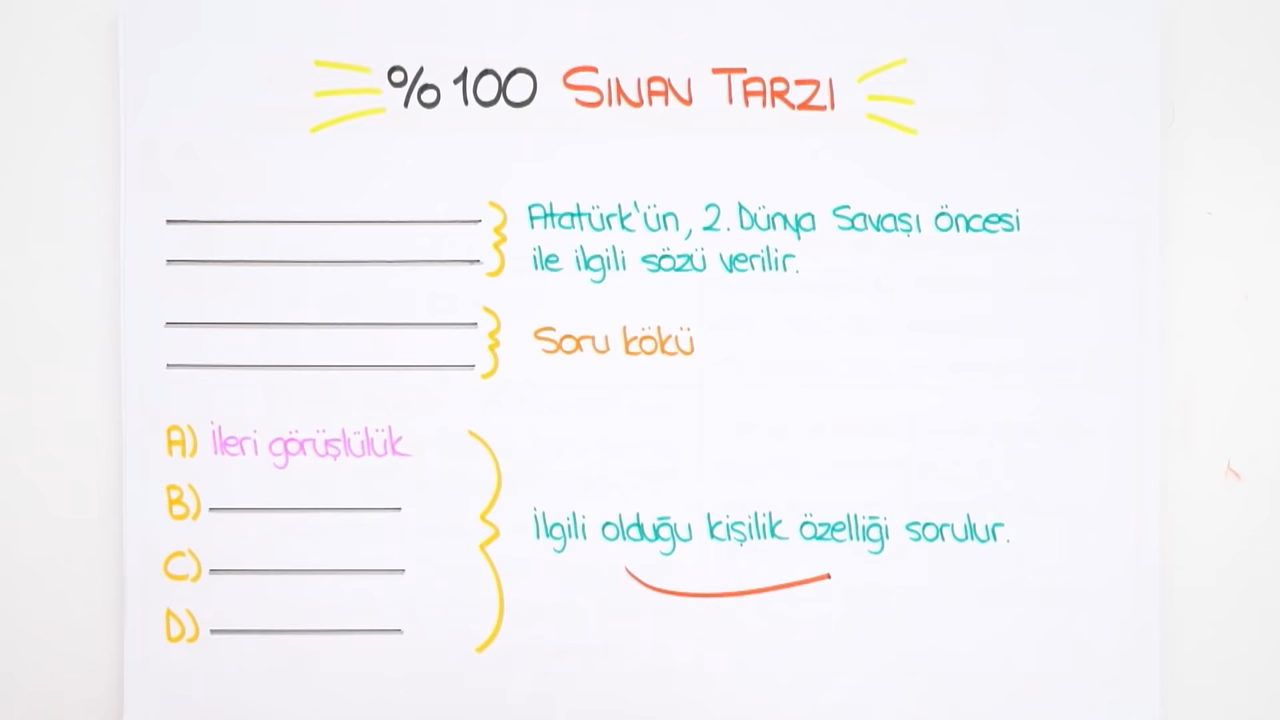 %100 SINAV TARZI
Atatürk'ün, 2. Dünya Savaşı öncesi
ile ilgili sözü verilir.
Soru kökü
A) İleri görüşlülük
B)
C)
D)
İlgili olduğu kişilik özelliği sorulur.